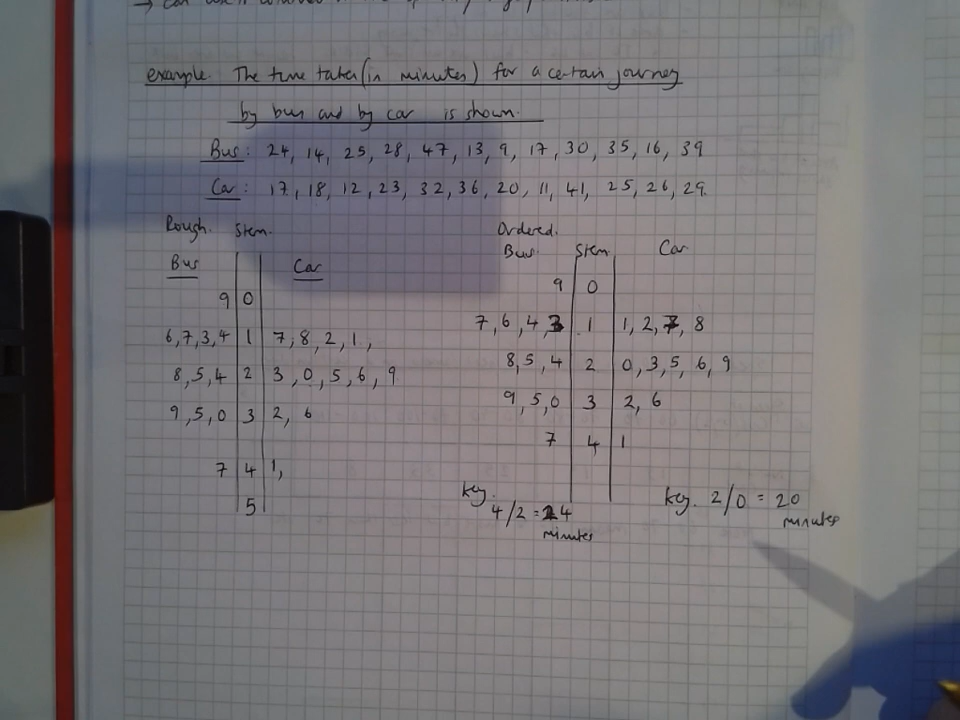 example. The time taken (in minutes) for a certain journey
by bus and by car is shown.
Bus: 24, 14, 25, 28, 47, 13, 9, 17, 30, 35, 16, 39
Car: 17, 18, 12, 23, 32, 36, 20, 11, 41, 25, 26, 29.
Rough. Stem.
Bus Car
9 0
6,7,3,4 1 7,8,2,1,
8,5,4 2 3,0,5,6,9
9,5,0 3 2,6
7 4 1,
5
Ordered.
Bus. Stem Car
9 0
7,6,4,3 1 1,2,7,8
8,5,4 2 0,3,5,6,9
9,5,0 3 2,6
7 4 1
key.
4/2 = 24
minutes
key. 2/0 = 20
minutes